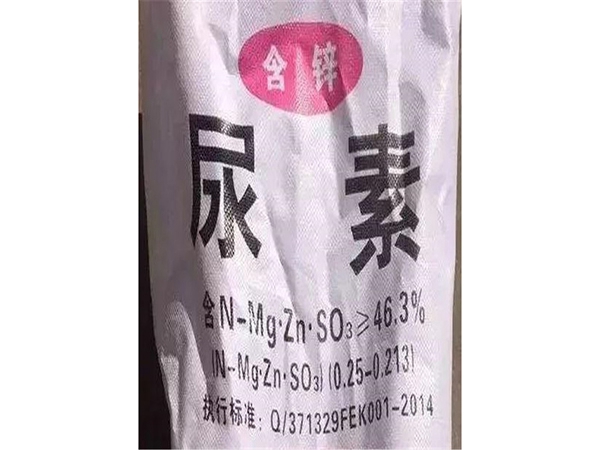 含锌
尿素
含N-Mg·Zn·SO₃≥46.3%
(N-Mg·Zn·SO₃)(0.25-0.213)
执行标准：Q/371329FEK001-2014